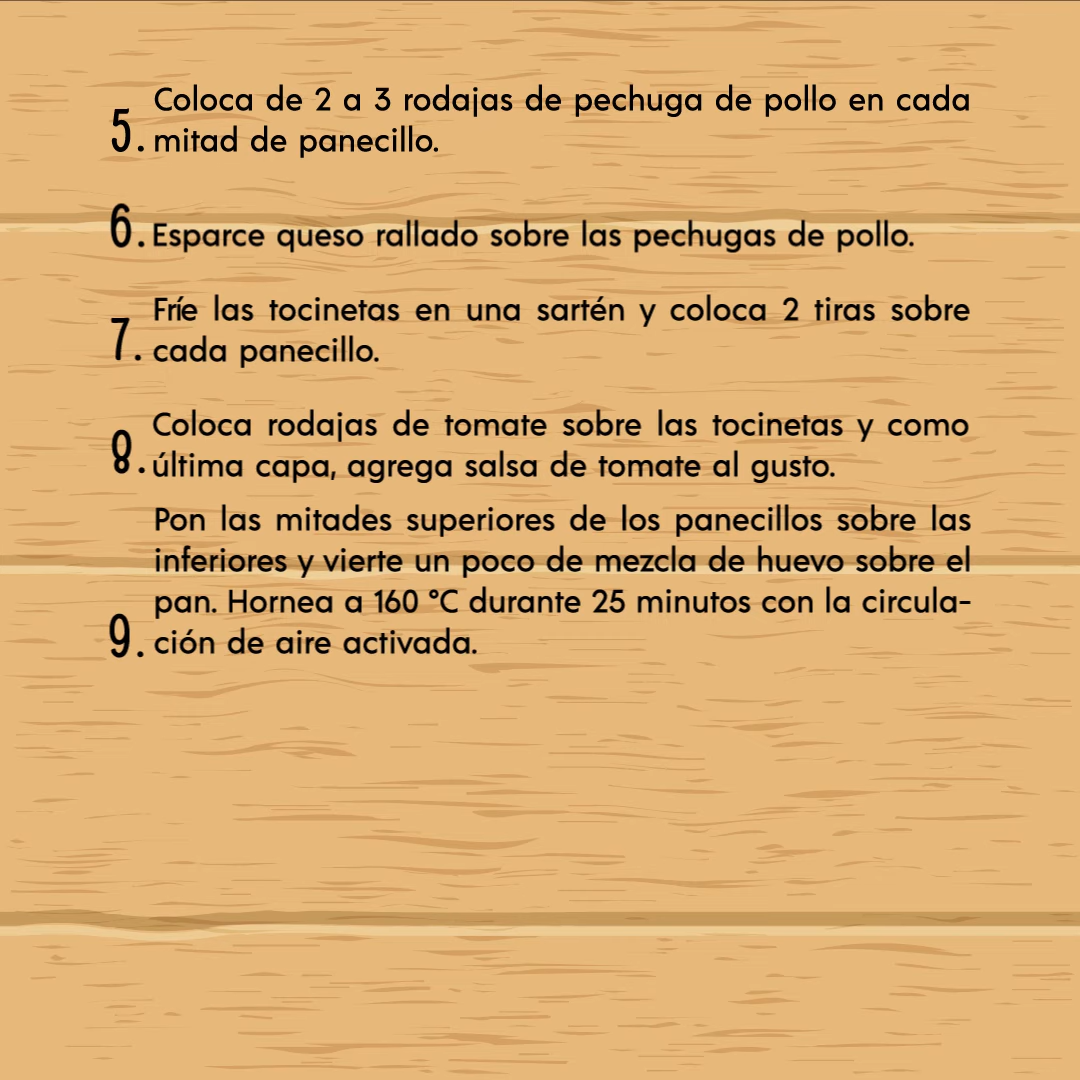 5. Coloca de 2 a 3 rodajas de pechuga de pollo en cada
mitad de panecillo.
6. Esparce queso rallado sobre las pechugas de pollo.
7. Fríe las tocinetas en una sartén y coloca 2 tiras sobre
cada panecillo.
8. Coloca rodajas de tomate sobre las tocinetas y como
última capa, agrega salsa de tomate al gusto.
9. Pon las mitades superiores de los panecillos sobre las
inferiores y vierte un poco de mezcla de huevo sobre el
pan. Hornea a 160 °C durante 25 minutos con la circula-
ción de aire activada.